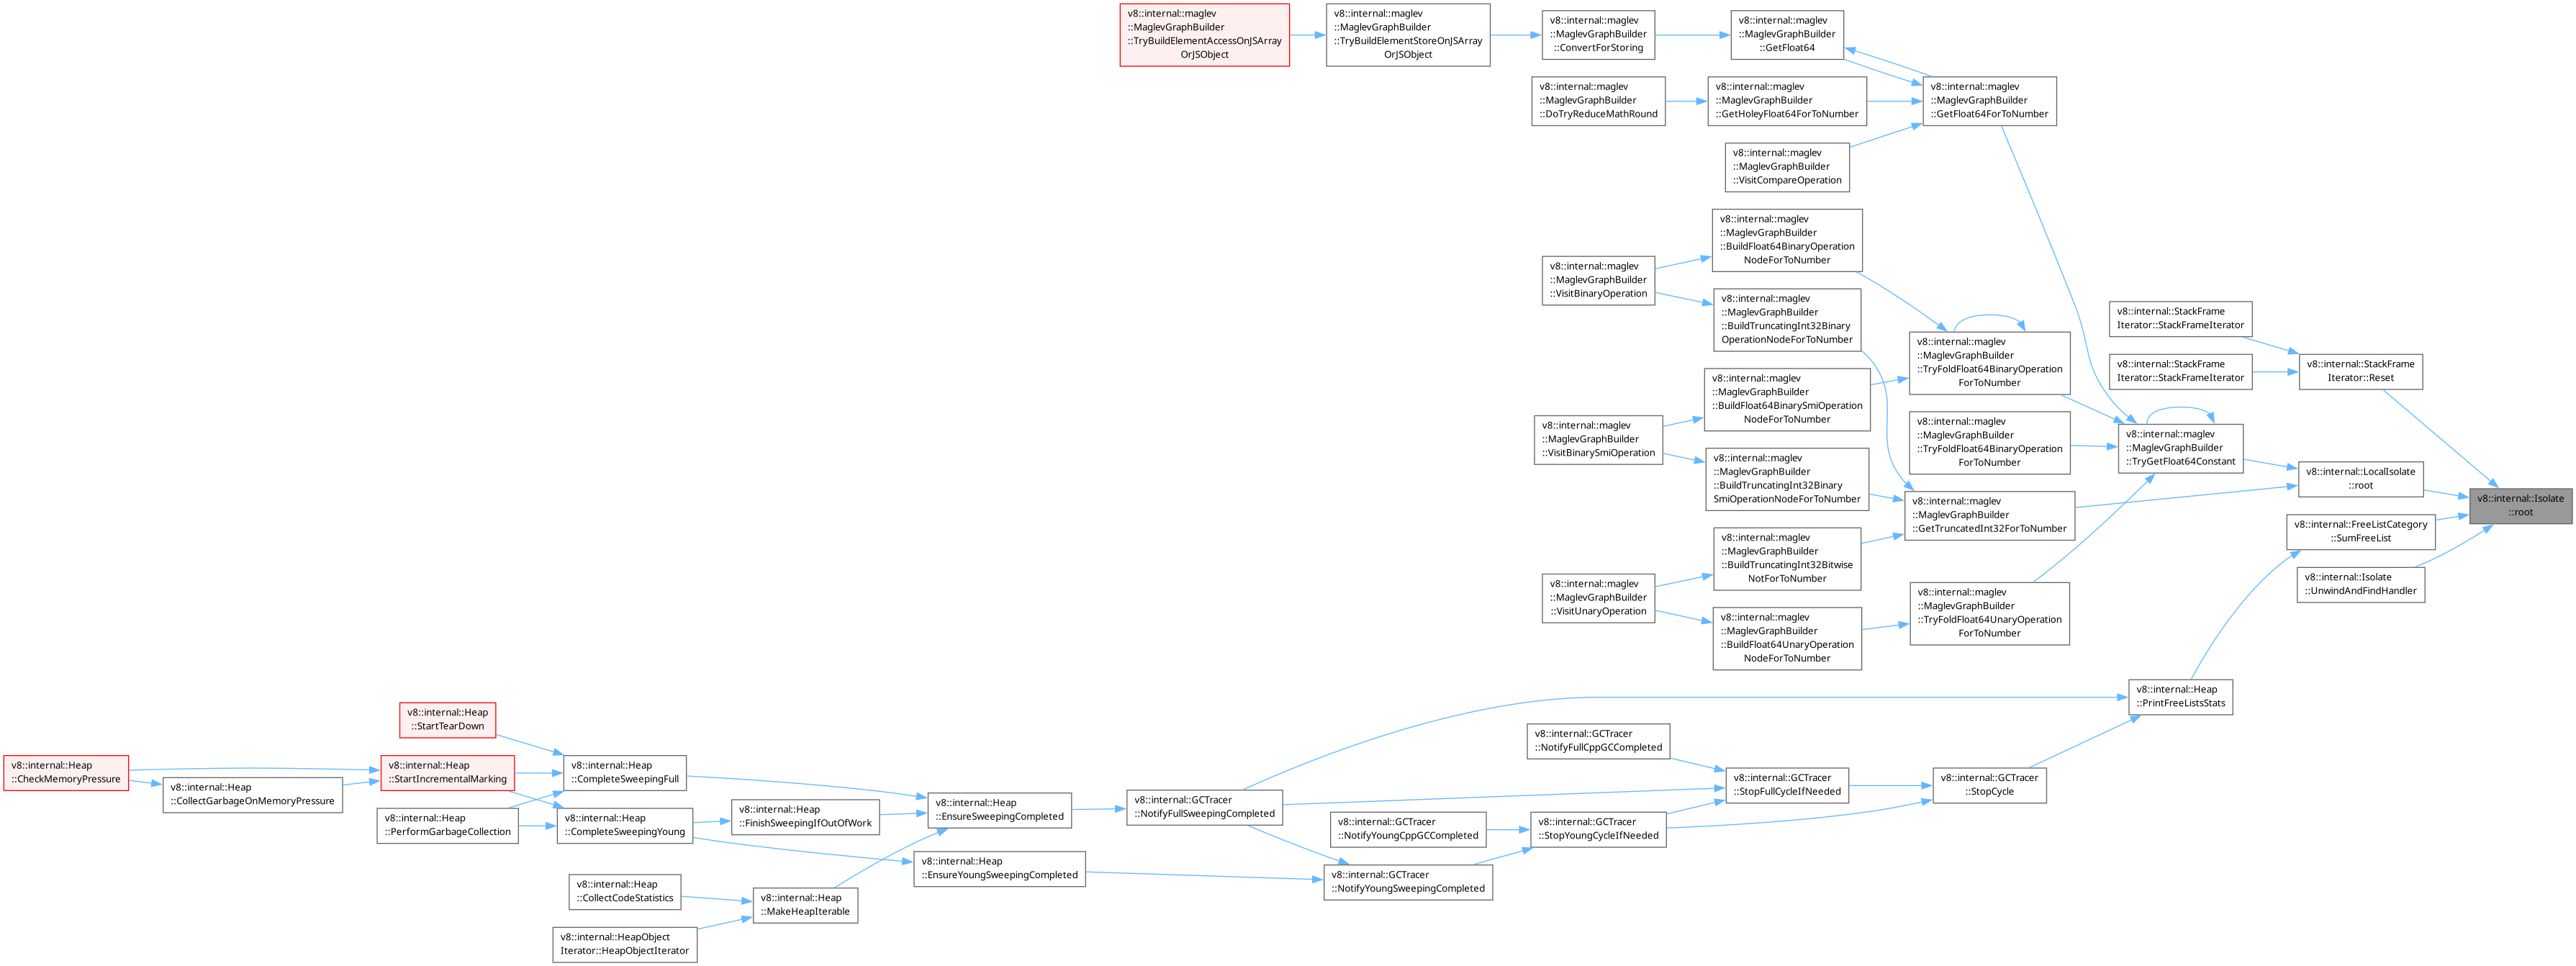 v8::internal::maglev
::MaglevGraphBuilder
::TryBuildElementAccessOnJSArray
OrJSObject
v8::internal::maglev
::MaglevGraphBuilder
::TryBuildElementStoreOnJSArray
OrJSObject
v8::internal::maglev
::MaglevGraphBuilder
::ConvertForStoring
v8::internal::maglev
::MaglevGraphBuilder
::GetFloat64
v8::internal::maglev
::MaglevGraphBuilder
::DoTryReduceMathRound
v8::internal::maglev
::MaglevGraphBuilder
::GetHoleyFloat64ForToNumber
v8::internal::maglev
::MaglevGraphBuilder
::GetFloat64ForToNumber
v8::internal::maglev
::MaglevGraphBuilder
::VisitCompareOperation
v8::internal::maglev
::MaglevGraphBuilder
::BuildFloat64BinaryOperation
NodeForToNumber
v8::internal::maglev
::MaglevGraphBuilder
::VisitBinaryOperation
v8::internal::maglev
::MaglevGraphBuilder
::BuildTruncatingInt32Binary
OperationNodeForToNumber
v8::internal::StackFrame
Iterator::StackFrameIterator
v8::internal::maglev
::MaglevGraphBuilder
::TryFoldFloat64BinaryOperation
ForToNumber
v8::internal::StackFrame
Iterator::StackFrameIterator
v8::internal::StackFrame
Iterator::Reset
v8::internal::maglev
::MaglevGraphBuilder
::BuildFloat64BinarySmiOperation
NodeForToNumber
v8::internal::maglev
::MaglevGraphBuilder
::VisitBinarySmiOperation
v8::internal::maglev
::MaglevGraphBuilder
::TryFoldFloat64BinaryOperation
ForToNumber
v8::internal::maglev
::MaglevGraphBuilder
::TryGetFloat64Constant
v8::internal::maglev
::MaglevGraphBuilder
::BuildTruncatingInt32Binary
SmiOperationNodeForToNumber
v8::internal::LocalIsolate
::root
v8::internal::Isolate
::root
v8::internal::maglev
::MaglevGraphBuilder
::GetTruncatedInt32ForToNumber
v8::internal::FreeListCategory
::SumFreeList
v8::internal::maglev
::MaglevGraphBuilder
::BuildTruncatingInt32Bitwise
NotForToNumber
v8::internal::maglev
::MaglevGraphBuilder
::VisitUnaryOperation
v8::internal::Isolate
::UnwindAndFindHandler
v8::internal::maglev
::MaglevGraphBuilder
::TryFoldFloat64UnaryOperation
ForToNumber
v8::internal::maglev
::MaglevGraphBuilder
::BuildFloat64UnaryOperation
NodeForToNumber
v8::internal::Heap
::PrintFreeListsStats
v8::internal::Heap
::StartTearDown
v8::internal::GCTracer
::NotifyFullCppGCCompleted
v8::internal::Heap
::CheckMemoryPressure
v8::internal::Heap
::StartIncrementalMarking
v8::internal::Heap
::CompleteSweepingFull
v8::internal::Heap
::CollectGarbageOnMemoryPressure
v8::internal::GCTracer
::StopFullCycleIfNeeded
v8::internal::GCTracer
::StopCycle
v8::internal::Heap
::PerformGarbageCollection
v8::internal::Heap
::CompleteSweepingYoung
v8::internal::Heap
::FinishSweepingIfOutOfWork
v8::internal::Heap
::EnsureSweepingCompleted
v8::internal::GCTracer
::NotifyFullSweepingCompleted
v8::internal::GCTracer
::NotifyYoungCppGCCompleted
v8::internal::GCTracer
::StopYoungCycleIfNeeded
v8::internal::Heap
::EnsureYoungSweepingCompleted
v8::internal::GCTracer
::NotifyYoungSweepingCompleted
v8::internal::Heap
::CollectCodeStatistics
v8::internal::Heap
::MakeHeapIterable
v8::internal::HeapObject
Iterator::HeapObjectIterator